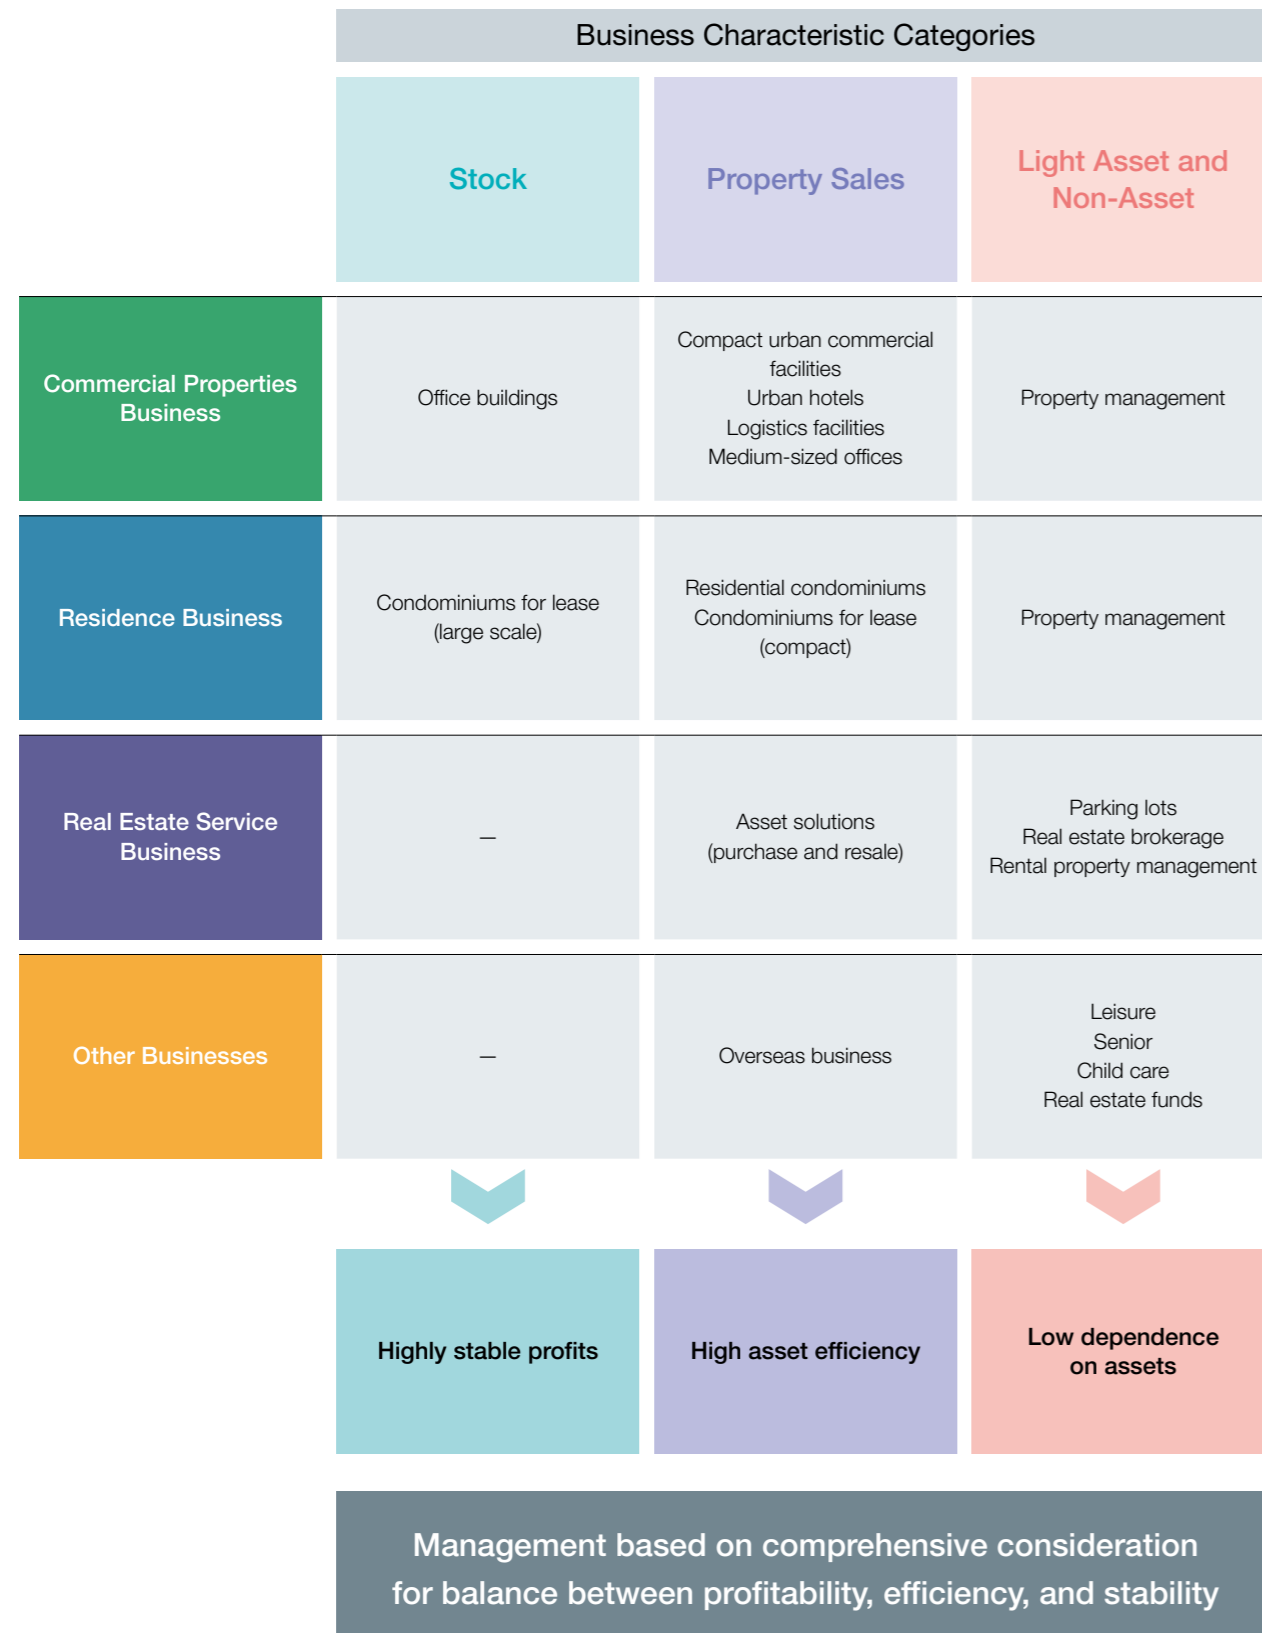 Business Characteristic Categories
Stock
Property Sales
Light Asset and
Non-Asset
Commercial Properties
Business
Office buildings
Compact urban commercial
facilities
Urban hotels
Logistics facilities
Medium-sized offices
Property management
Residence Business
Condominiums for lease
(large scale)
Residential condominiums
Condominiums for lease
(compact)
Property management
Real Estate Service
Business
—
Asset solutions
(purchase and resale)
Parking lots
Real estate brokerage
Rental property management
Other Businesses
—
Overseas business
Leisure
Senior
Child care
Real estate funds
Highly stable profits
High asset efficiency
Low dependence
on assets
Management based on comprehensive consideration
for balance between profitability, efficiency, and stability